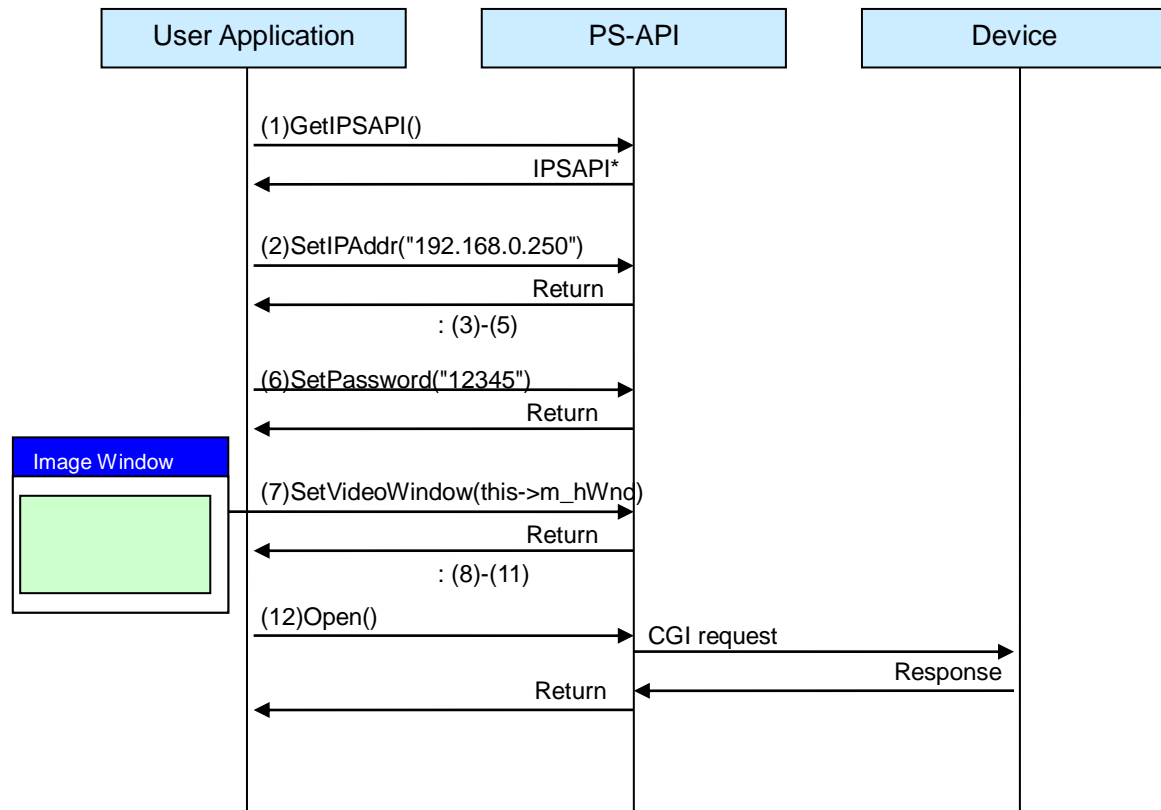 User Application
PS-API
Device
(1)GetIPSAPI()
IPSAPI*
(2)SetIPAddr("192.168.0.250")
Return
: (3)-(5)
(6)SetPassword("12345")
Return
Image Window
(7)SetVideoWindow(this->m_hWnd)
Return
: (8)-(11)
(12)Open()
CGI request
Response
Return